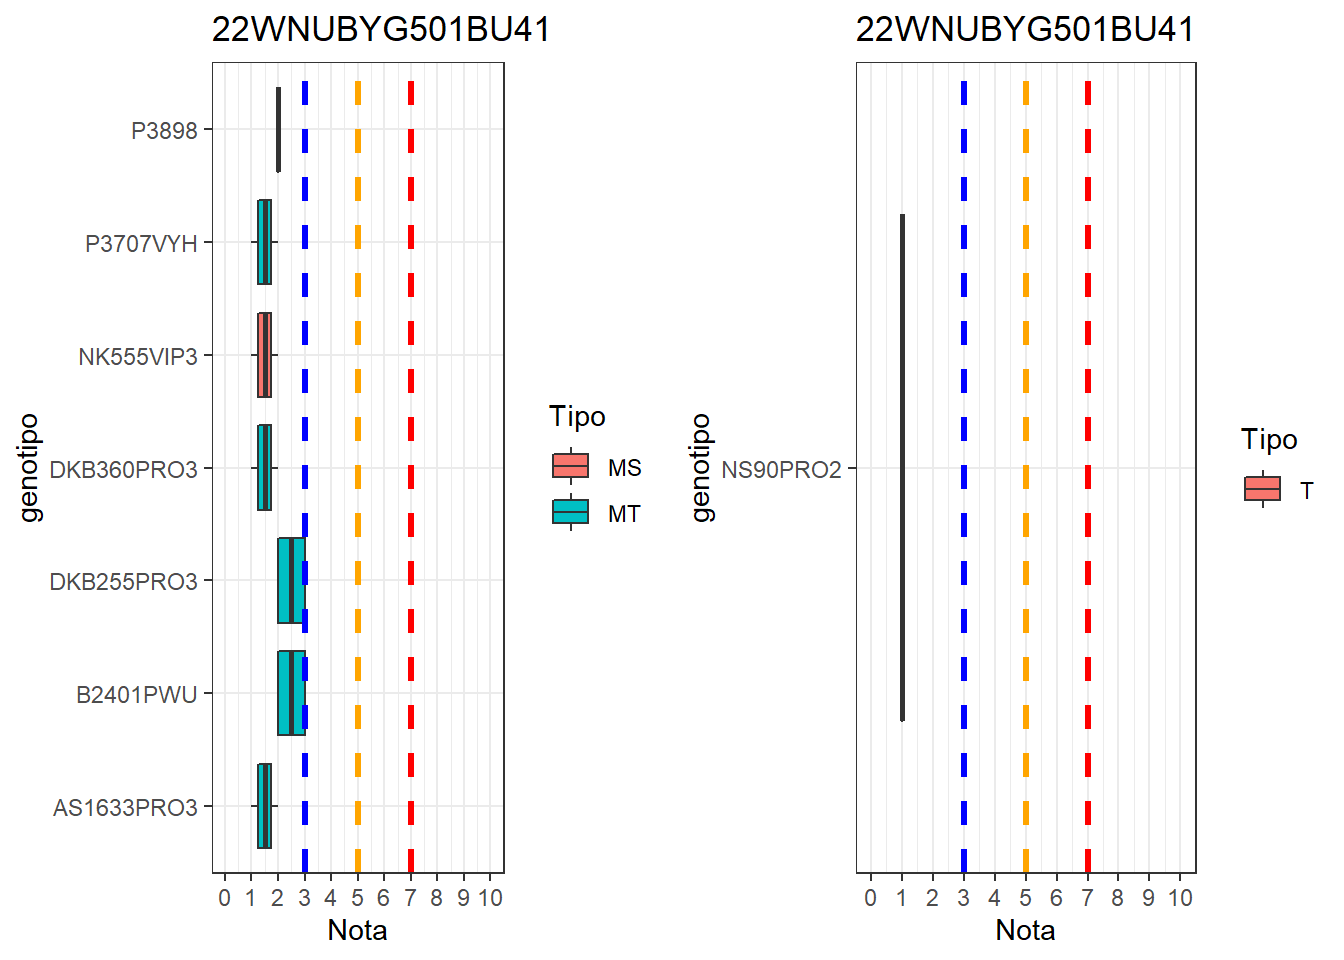 22WNUBYG501BU41
genotipo
P3898
P3707VYH
NK555VIP3
DKB360PRO3
DKB255PRO3
B2401PWU
AS1633PRO3
0 1 2 3 4 5 6 7 8 9 10
Nota
Tipo
MS
MT
22WNUBYG501BU41
genotipo
NS90PRO2
0 1 2 3 4 5 6 7 8 9 10
Nota
Tipo
T